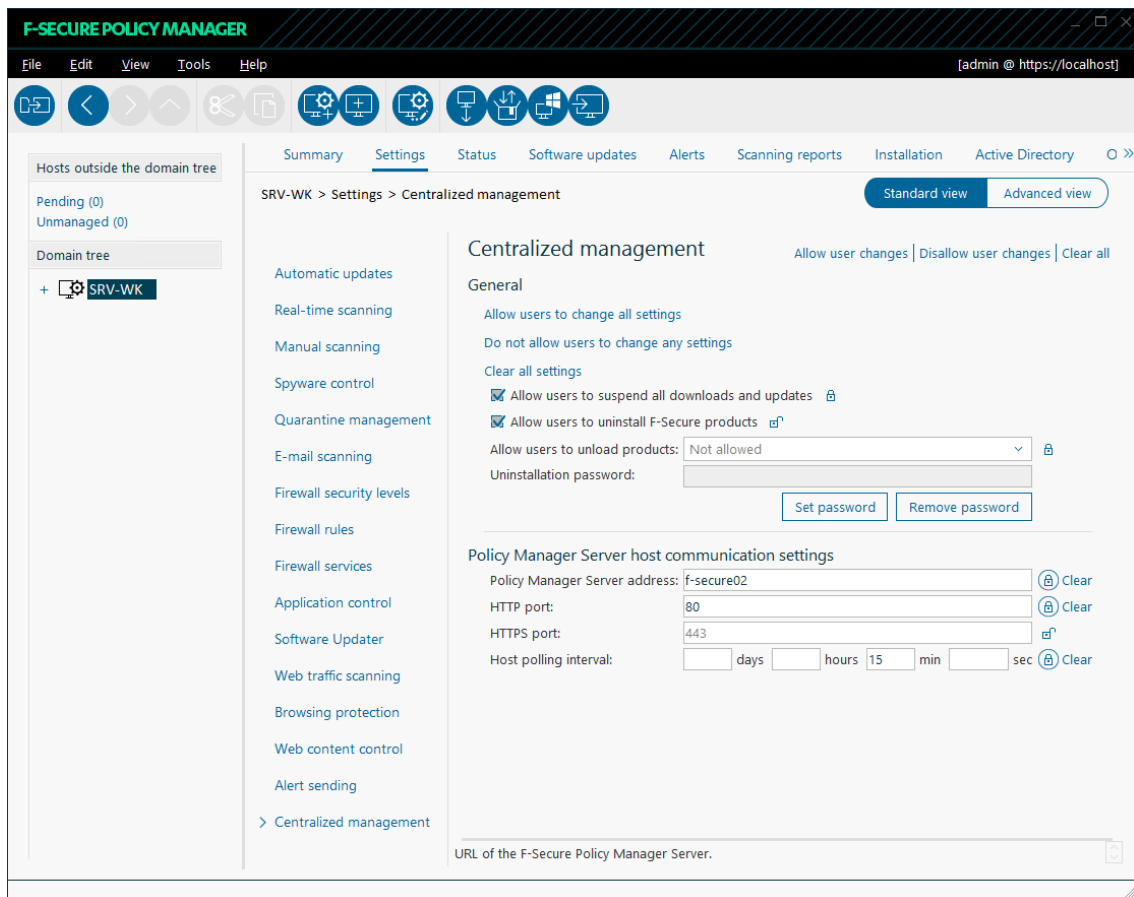 F-SECURE POLICY MANAGER
File Edit View Tools Help [admin @ https://localhost]
Summary Settings Status Software updates Alerts Scanning reports Installation Active Directory O »
Hosts outside the domain tree
Pending (0)
Unmanaged (0)
Domain tree
+ SRV-WK
SRV-WK > Settings > Centralized management
Standard view Advanced view
Automatic updates
Real-time scanning
Manual scanning
Spyware control
Quarantine management
E-mail scanning
Firewall security levels
Firewall rules
Firewall services
Application control
Software Updater
Web traffic scanning
Browsing protection
Web content control
Alert sending
> Centralized management
Centralized management
Allow user changes | Disallow user changes | Clear all
General
Allow users to change all settings
Do not allow users to change any settings
Clear all settings
Allow users to suspend all downloads and updates
Allow users to uninstall F-Secure products
Allow users to unload products: Not allowed
Uninstallation password:
Set password Remove password
Policy Manager Server host communication settings
Policy Manager Server address: f-secure02 Clear
HTTP port: 80 Clear
HTTPS port: 443
Host polling interval: days hours 15 min sec Clear
URL of the F-Secure Policy Manager Server.